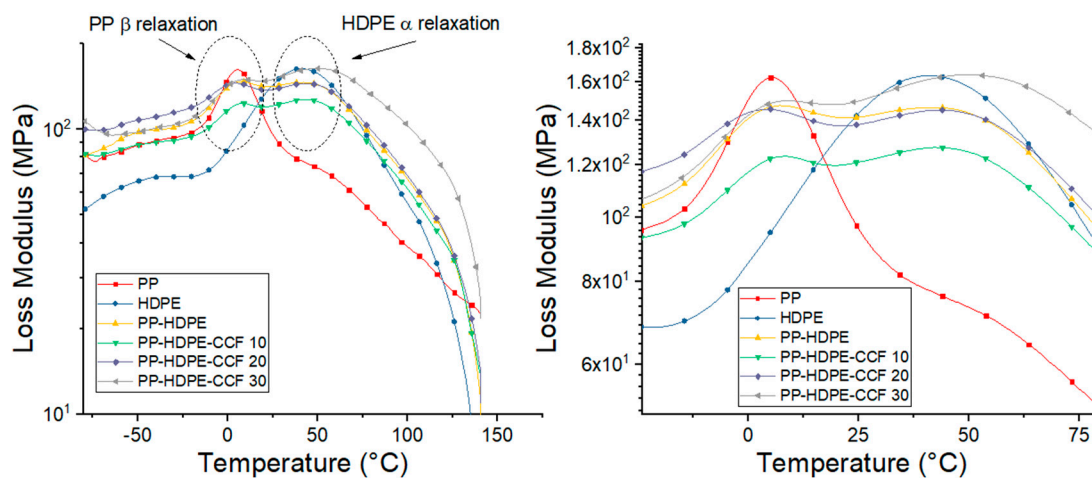 PP β relaxation
HDPE α relaxation
Loss Modulus (MPa)
10²
10¹
PP
HDPE
PP-HDPE
PP-HDPE-CCF 10
PP-HDPE-CCF 20
PP-HDPE-CCF 30
-50 0 50 100 150
Temperature (°C)
Loss Modulus (MPa)
1.8x10²
1.6x10²
1.4x10²
1.2x10²
10²
8x10¹
6x10¹
PP
HDPE
PP-HDPE
PP-HDPE-CCF 10
PP-HDPE-CCF 20
PP-HDPE-CCF 30
0 25 50 75
Temperature (°C)